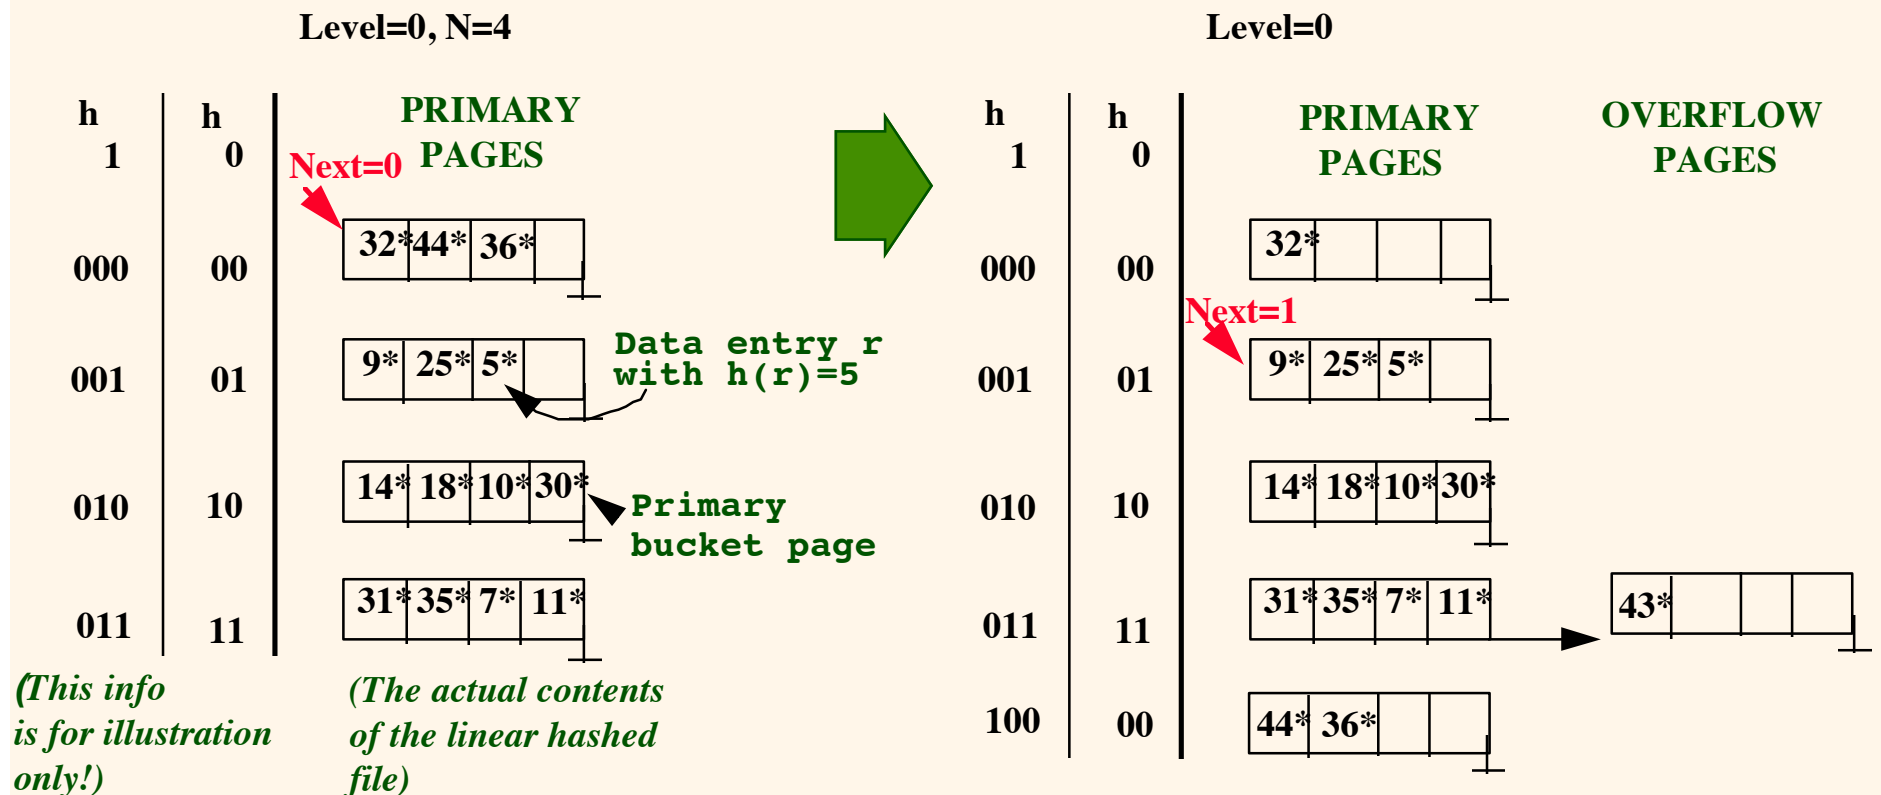 Level=0, N=4
h h PRIMARY
1 0 Next=0 PAGES
000 00 32* 44* 36*
001 01 9* 25* 5*
Data entry r
with h(r)=5
010 10 14* 18* 10* 30*
Primary
bucket page
011 11 31* 35* 7* 11*
(This info
is for illustration
only!)
(The actual contents
of the linear hashed
file)
Level=0
h h PRIMARY OVERFLOW
1 0 PAGES PAGES
000 00 32*
Next=1
001 01 9* 25* 5*
010 10 14* 18* 10* 30*
011 11 31* 35* 7* 11* 43*
100 00 44* 36*